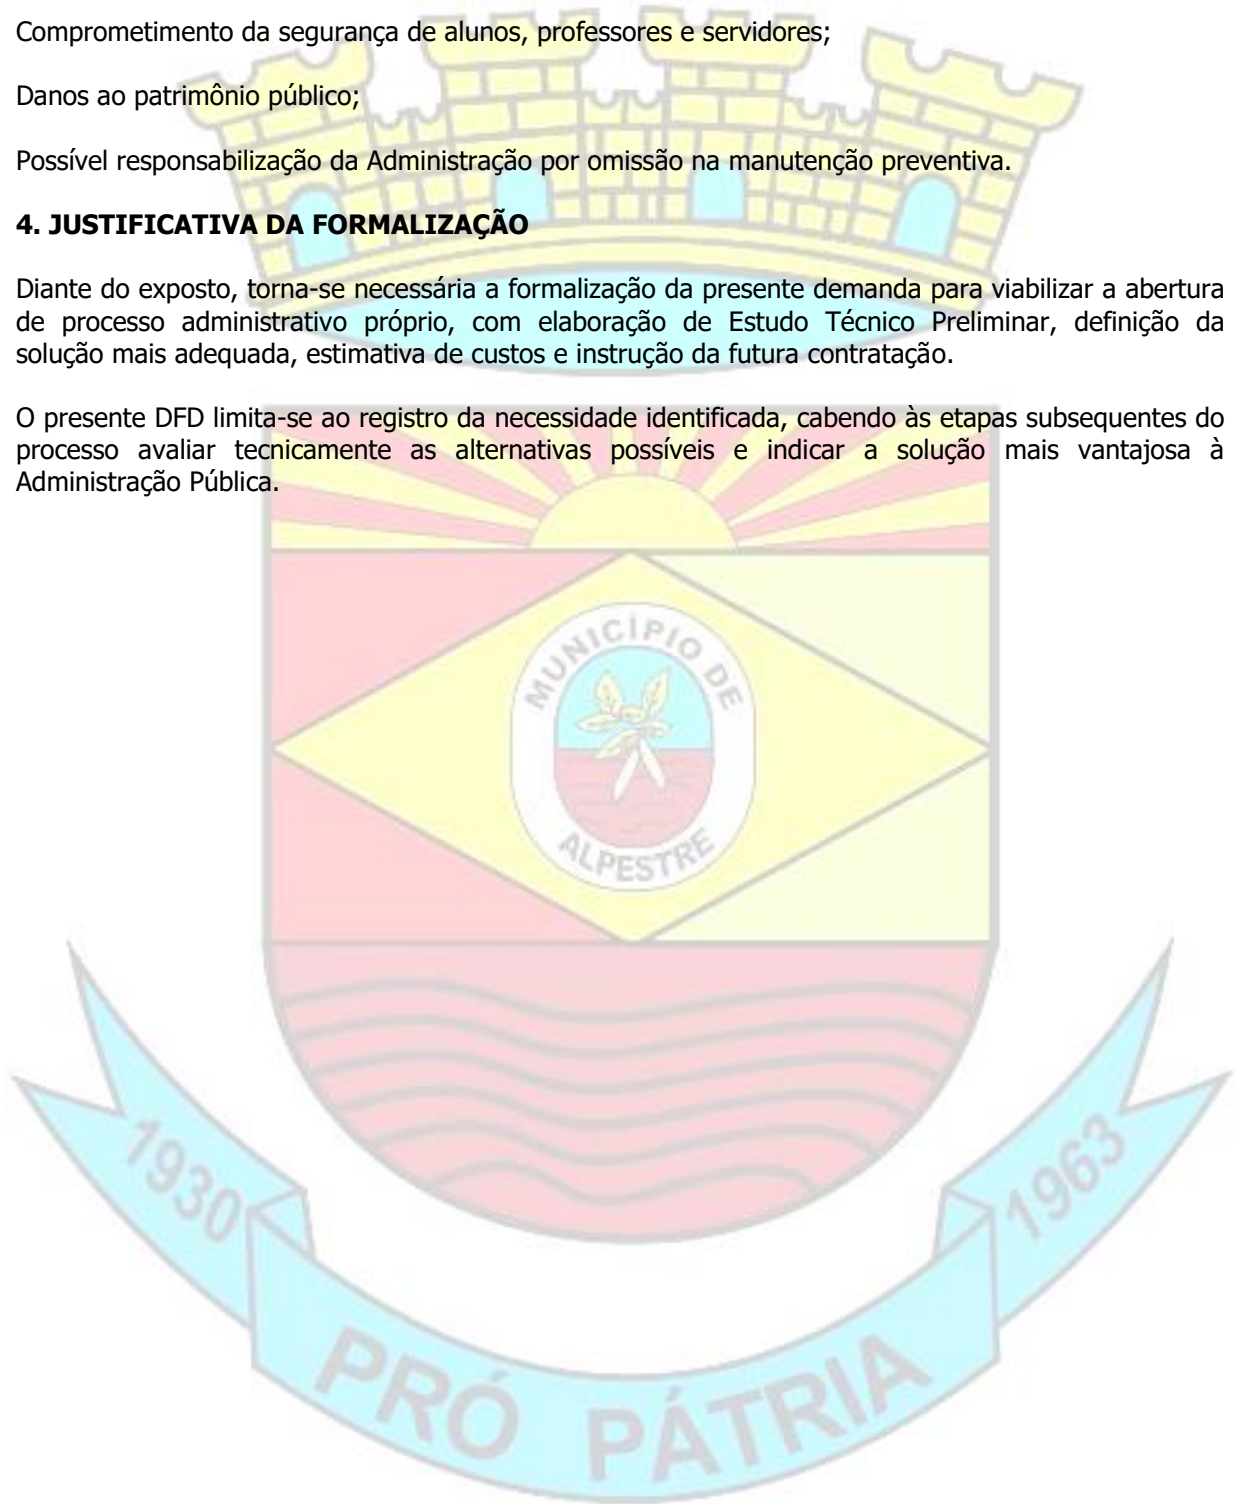 Comprometimento da segurança de alunos, professores e servidores;
Danos ao patrimônio público;
Possível responsabilização da Administração por omissão na manutenção preventiva.
4. JUSTIFICATIVA DA FORMALIZAÇÃO
Diante do exposto, torna-se necessária a formalização da presente demanda para viabilizar a abertura
de processo administrativo próprio, com elaboração de Estudo Técnico Preliminar, definição da
solução mais adequada, estimativa de custos e instrução da futura contratação.
O presente DFD limita-se ao registro da necessidade identificada, cabendo às etapas subsequentes do
processo avaliar tecnicamente as alternativas possíveis e indicar a solução mais vantajosa à
Administração Pública.
MUNICÍPIO DE
ALPESTRE
1930
PRÓ PÁTRIA
1963